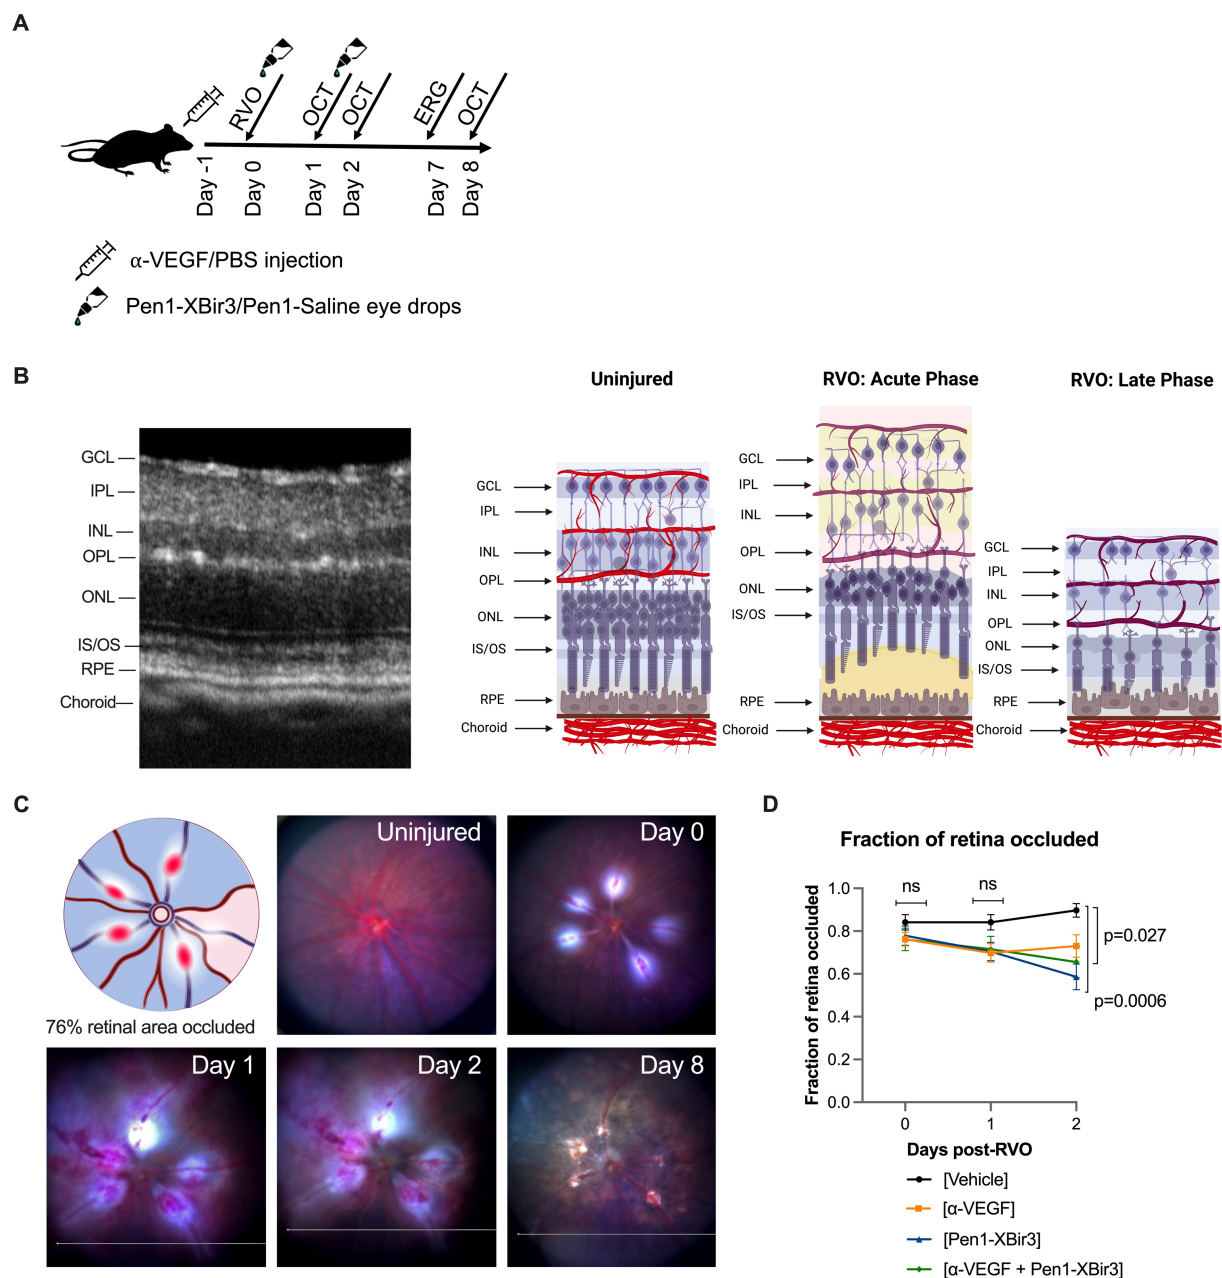 A
RVO
OCT
OCT
ERG
OCT
Day -1
Day 0
Day 1
Day 2
Day 7
Day 8
α-VEGF/PBS injection
Pen1-XBir3/Pen1-Saline eye drops
B
GCL
IPL
INL
OPL
ONL
IS/OS
RPE
Choroid
Uninjured
GCL
IPL
INL
OPL
ONL
IS/OS
RPE
Choroid
RVO: Acute Phase
GCL
IPL
INL
OPL
ONL
IS/OS
RPE
Choroid
RVO: Late Phase
GCL
IPL
INL
OPL
ONL
IS/OS
RPE
Choroid
C
76% retinal area occluded
Uninjured
Day 0
Day 1
Day 2
Day 8
D
Fraction of retina occluded
Fraction of retina occluded
1.0
0.8
0.6
0.4
0.2
0.0
ns
ns
p=0.027
p=0.0006
0
1
2
Days post-RVO
[Vehicle]
[α-VEGF]
[Pen1-XBir3]
[α-VEGF + Pen1-XBir3]